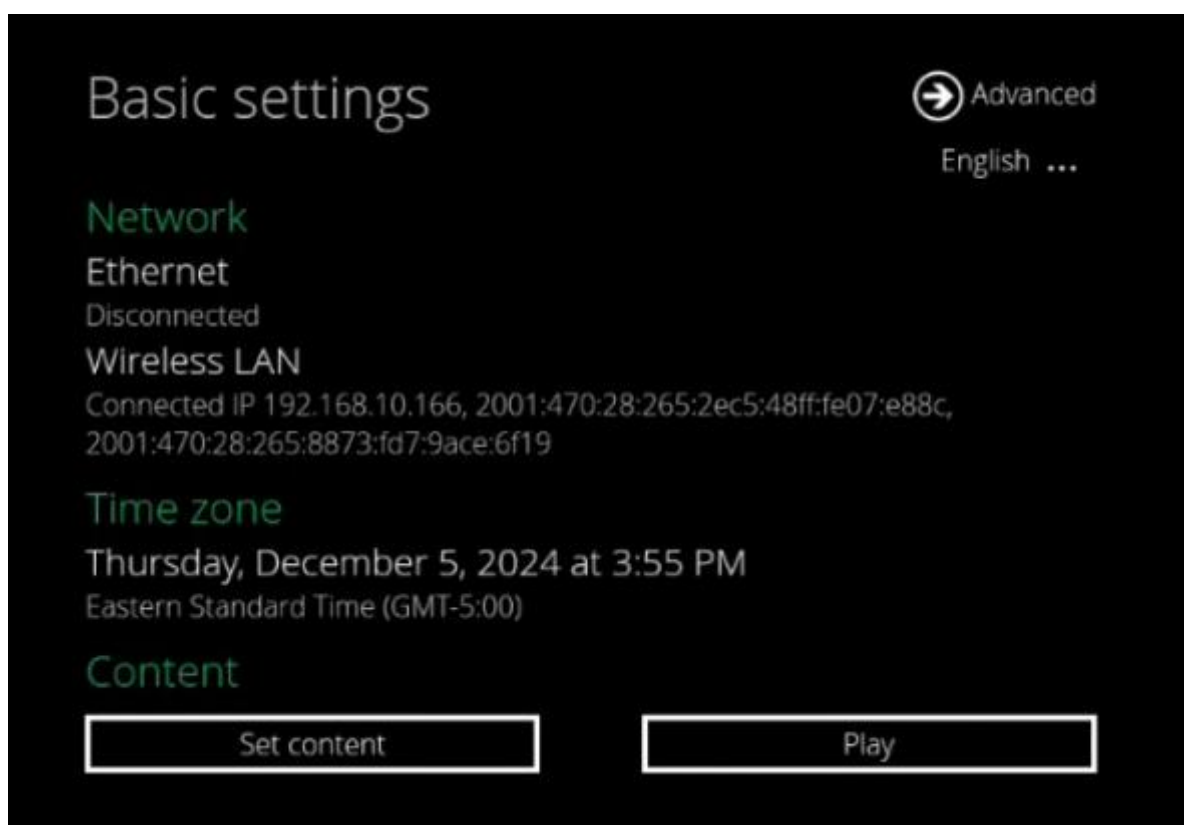 Basic settings
Advanced
English ...
Network
Ethernet
Disconnected
Wireless LAN
Connected IP 192.168.10.166, 2001:470:28:265:2ec5:48ff:fe07:e88c,
2001:470:28:265:8873:fd7:9ace:6f19
Time zone
Thursday, December 5, 2024 at 3:55 PM
Eastern Standard Time (GMT-5:00)
Content
Set content
Play